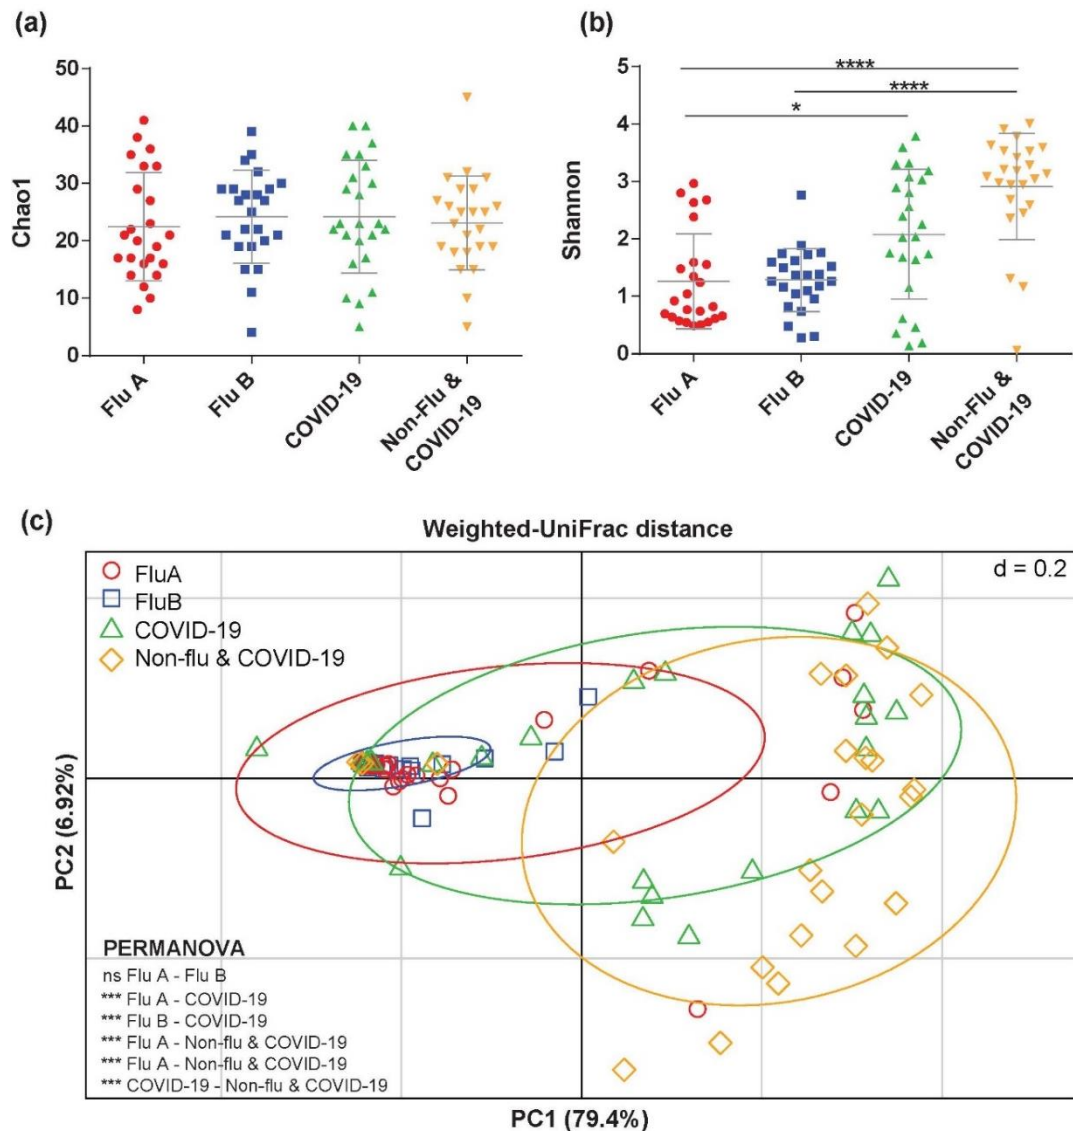 (a)
50
40
30
20
10
0
Chao1
Flu A
Flu B
COVID-19
Non-Flu &
COVID-19
(b)
5
4
3
2
1
0
Shannon
****
****
*
Flu A
Flu B
COVID-19
Non-Flu &
COVID-19
(c)
Weighted-UniFrac distance
FluA
FluB
COVID-19
Non-flu & COVID-19
d = 0.2
PC2 (6.92%)
PERMANOVA
ns Flu A - Flu B
*** Flu A - COVID-19
*** Flu B - COVID-19
*** Flu A - Non-flu & COVID-19
*** Flu A - Non-flu & COVID-19
*** COVID-19 - Non-flu & COVID-19
PC1 (79.4%)